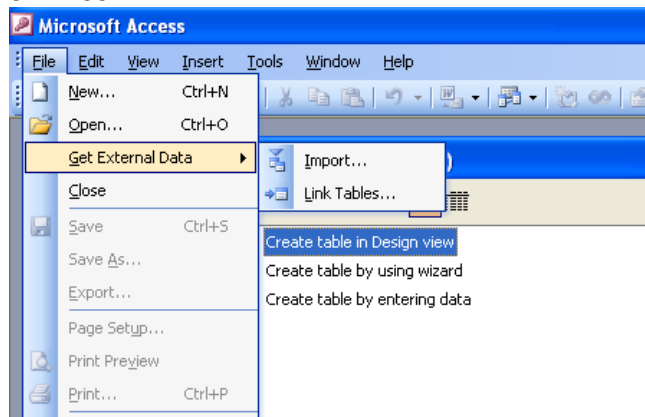 Microsoft Access
File Edit View Insert Tools Window Help
New... Ctrl+N
Open... Ctrl+O
Get External Data
Import...
)
Close
Link Tables...
Save Ctrl+S
Create table in Design view
Save As...
Create table by using wizard
Export...
Create table by entering data
Page Setup...
Print Preview
Print... Ctrl+P